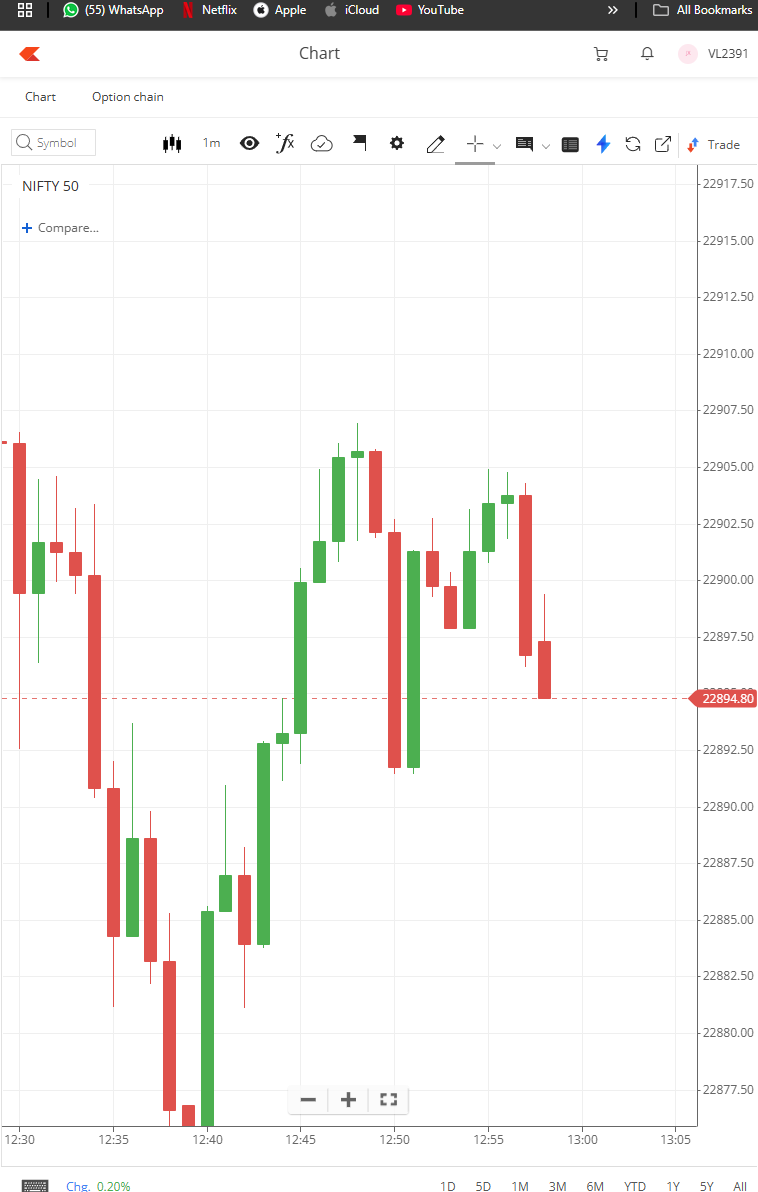 (55) WhatsApp Netflix Apple iCloud YouTube » All Bookmarks
Chart VL2391
Chart Option chain
Symbol 1m Trade
NIFTY 50
+ Compare...
22917.50
22915.00
22912.50
22910.00
22907.50
22905.00
22902.50
22900.00
22897.50
22894.80
22892.50
22890.00
22887.50
22885.00
22882.50
22880.00
22877.50
12:30 12:35 12:40 12:45 12:50 12:55 13:00 13:05
Chg. 0.20% 1D 5D 1M 3M 6M YTD 1Y 5Y All